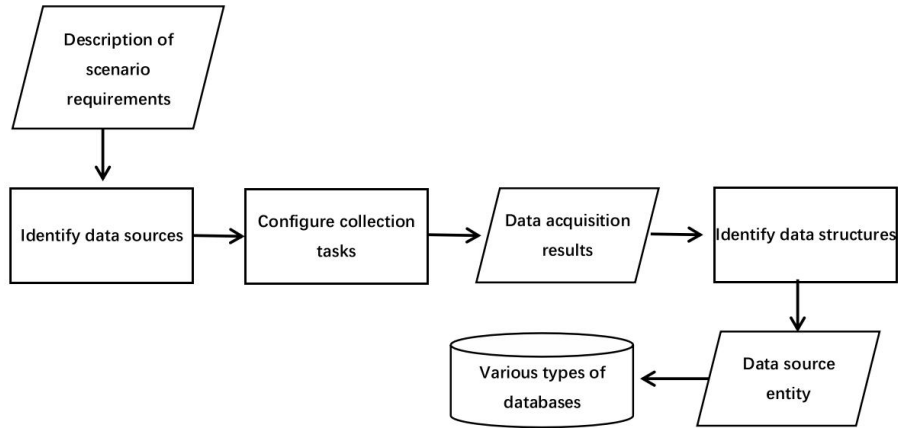 Description of
scenario
requirements
Identify data sources
Configure collection
tasks
Data acquisition
results
Identify data structures
Data source
entity
Various types of
databases